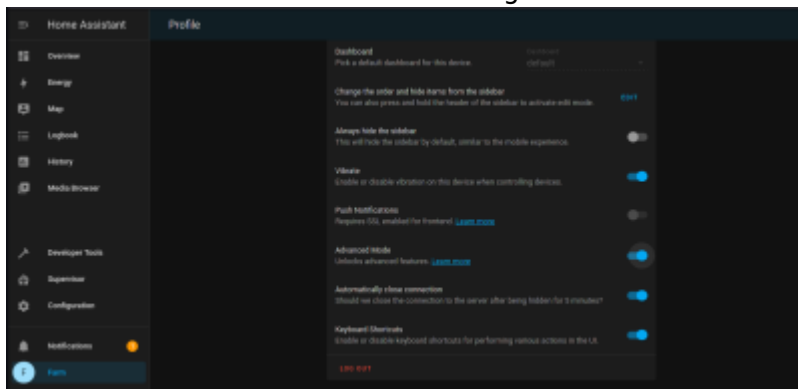 Home Assistant
Profile
Overview
Energy
Map
Logbook
History
Media Browser
Developer Tools
Supervisor
Configuration
Notifications
F
Dashboard
Pick a default dashboard for this device.
Dashboard
default
Change the order and hide items from the sidebar
You can also press and hold the header of the sidebar to activate edit mode.
EDIT
Always hide the sidebar
This will hide the sidebar by default, similar to the mobile experience.
Vibrate
Enable or disable vibration on this device when controlling devices.
Push Notifications
Requires SSL enabled for frontend. Learn more
Advanced Mode
Unlocks advanced features. Learn more
Automatically close connection
Should we close the connection to the server after being hidden for 5 minutes?
Keyboard Shortcuts
Enable or disable keyboard shortcuts for performing various actions in the UI.
LOG OUT